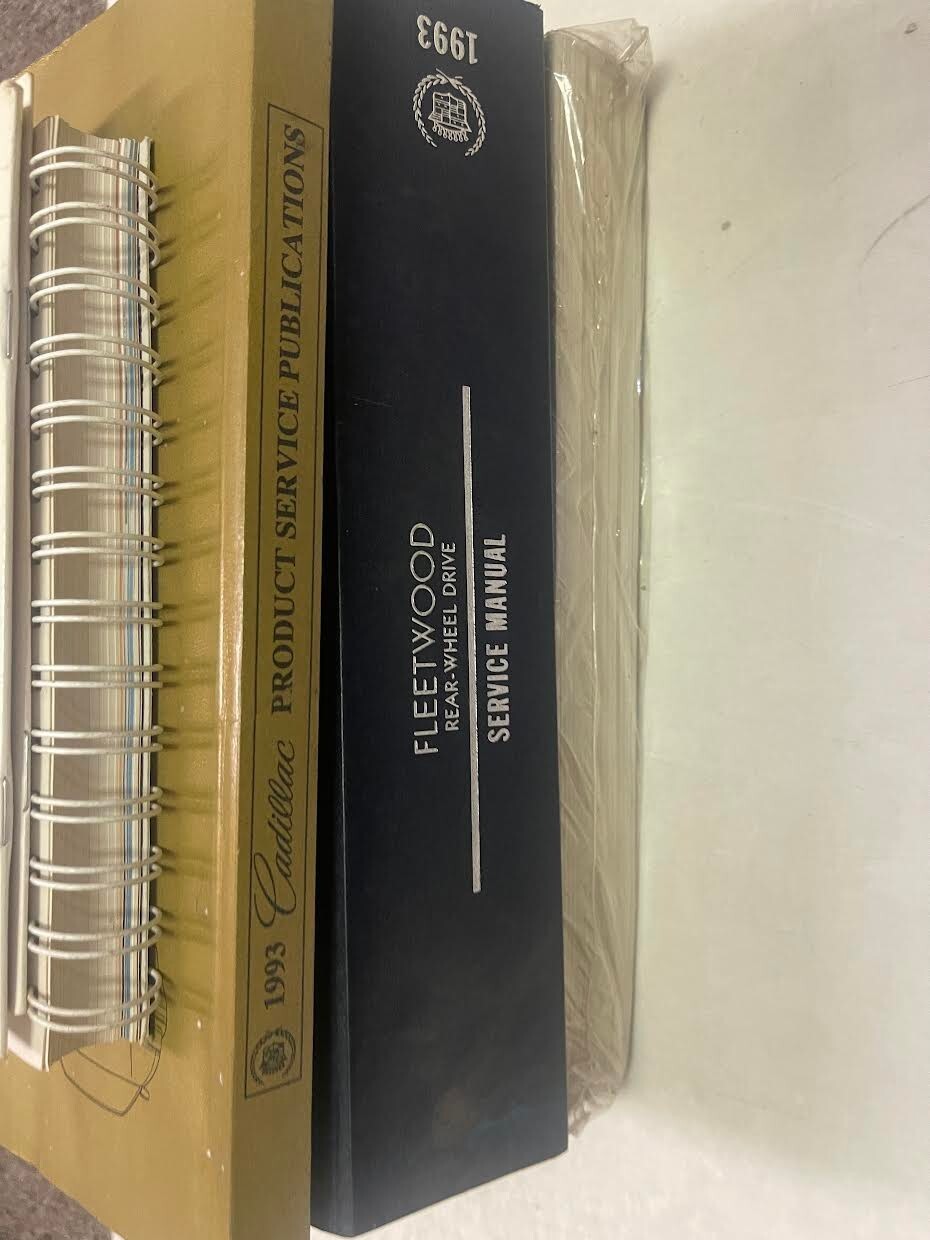 1993 Cadillac PRODUCT SERVICE PUBLICATIONS
1993
FLEETWOOD
REAR-WHEEL DRIVE
SERVICE MANUAL